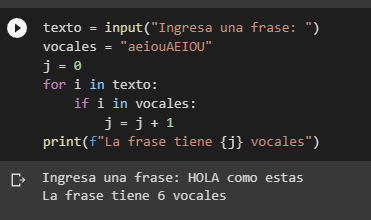 texto = input("Ingresa una frase: ")
vocales = "aeiouAEIOU"
j = 0
for i in texto:
    if i in vocales:
        j = j + 1
print(f"La frase tiene {j} vocales")
Ingresa una frase: HOLA como estas
La frase tiene 6 vocales